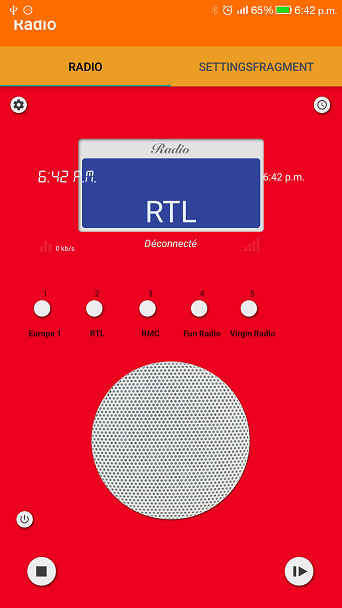 65% 6:42 p.m.
Radio
RADIO SETTINGSFRAGMENT
Radio
6:42 P.M. 6:42 p.m.
RTL
0 kb/s Déconnecté
1 2 3 4 5
Europe 1 RTL RMC Fun Radio Virgin Radio